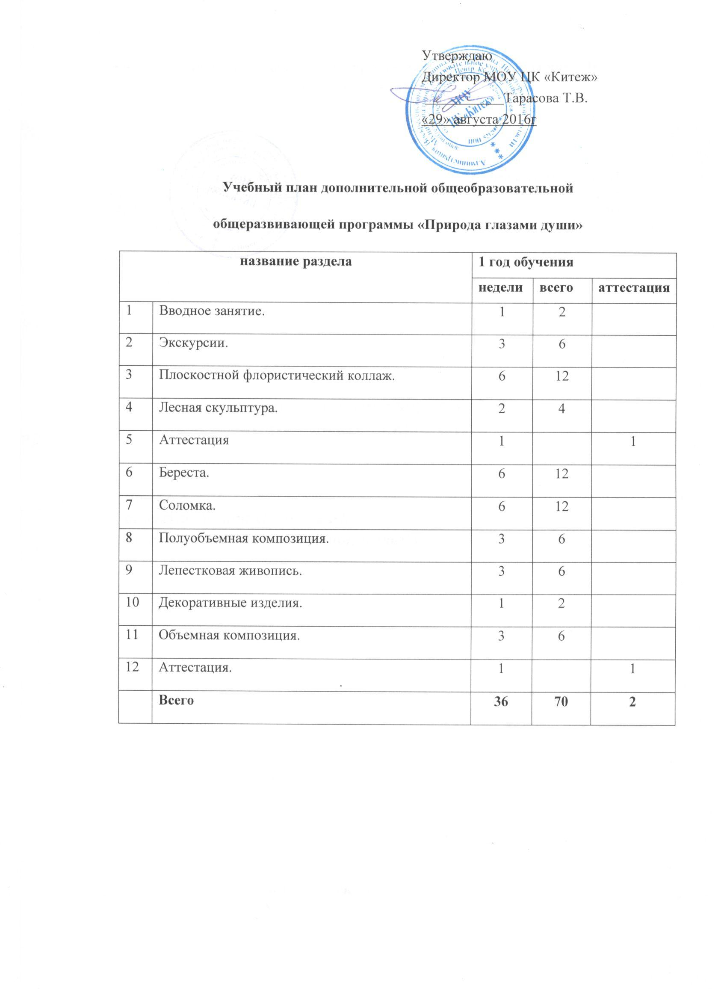 Утверждаю
Директор МОУ ЦК «Китеж»
Тарасова Т.В.
«29» августа 2016г
МОУ
ЦК «Китеж»
Учебный план дополнительной общеобразовательной
общеразвивающей программы «Природа глазами души»
название раздела 1 год обучения
недели всего аттестация
1 Вводное занятие. 1 2
2 Экскурсии. 3 6
3 Плоскостной флористический коллаж. 6 12
4 Лесная скульптура. 2 4
5 Аттестация 1 1
6 Береста. 6 12
7 Соломка. 6 12
8 Полуобъемная композиция. 3 6
9 Лепестковая живопись. 3 6
10 Декоративные изделия. 1 2
11 Объемная композиция. 3 6
12 Аттестация. 1 1
Всего 36 70 2